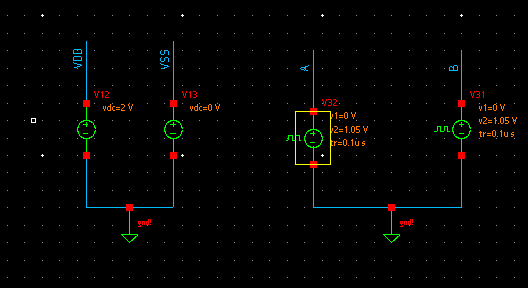 VDD
VSS
A
B
V12
vdc=2 V
V13
vdc=0 V
V32
v1=0 V
v2=1.05 V
tr=0.1u s
V31
v1=0 V
v2=1.05 V
tr=0.1u s
gnd!
gnd!